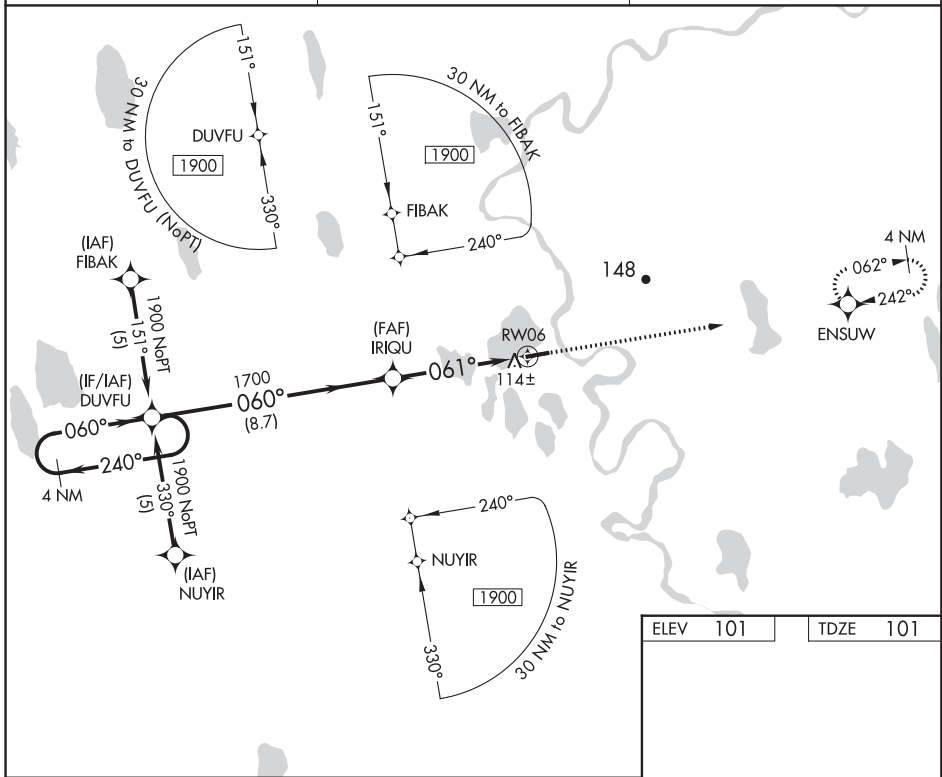 151°
DUVFU
1900
330°
30 NM to DUVFU (NoPT)
30 NM to FIBAK
151°
1900
FIBAK
240°
(IAF)
FIBAK
1900 NoPT
151°
(5)
(IF/IAF)
DUVFU
060°
240°
4 NM
1900 NoPT
330°
(5)
(IAF)
NUYIR
1700
060°
(8.7)
(FAF)
IRIQU
061°
RW06
114±
148
4 NM
062°
242°
ENSUW
240°
NUYIR
1900
330°
30 NM to NUYIR
ELEV 101
TDZE 101